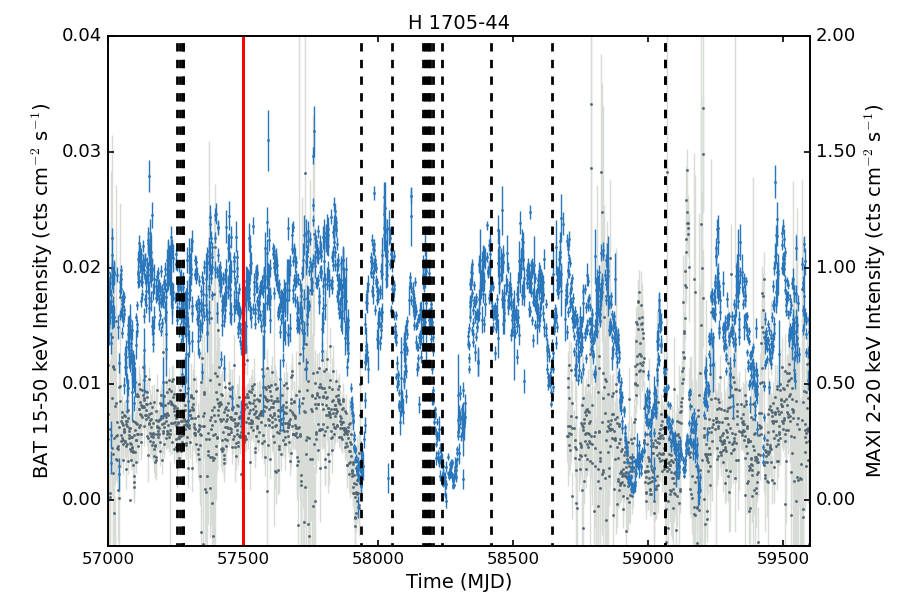 H 1705-44
0.04
0.03
0.02
0.01
0.00
BAT 15-50 keV Intensity (cts cm⁻² s⁻¹)
2.00
1.50
1.00
0.50
0.00
MAXI 2-20 keV Intensity (cts cm⁻² s⁻¹)
57000 57500 58000 58500 59000 59500
Time (MJD)